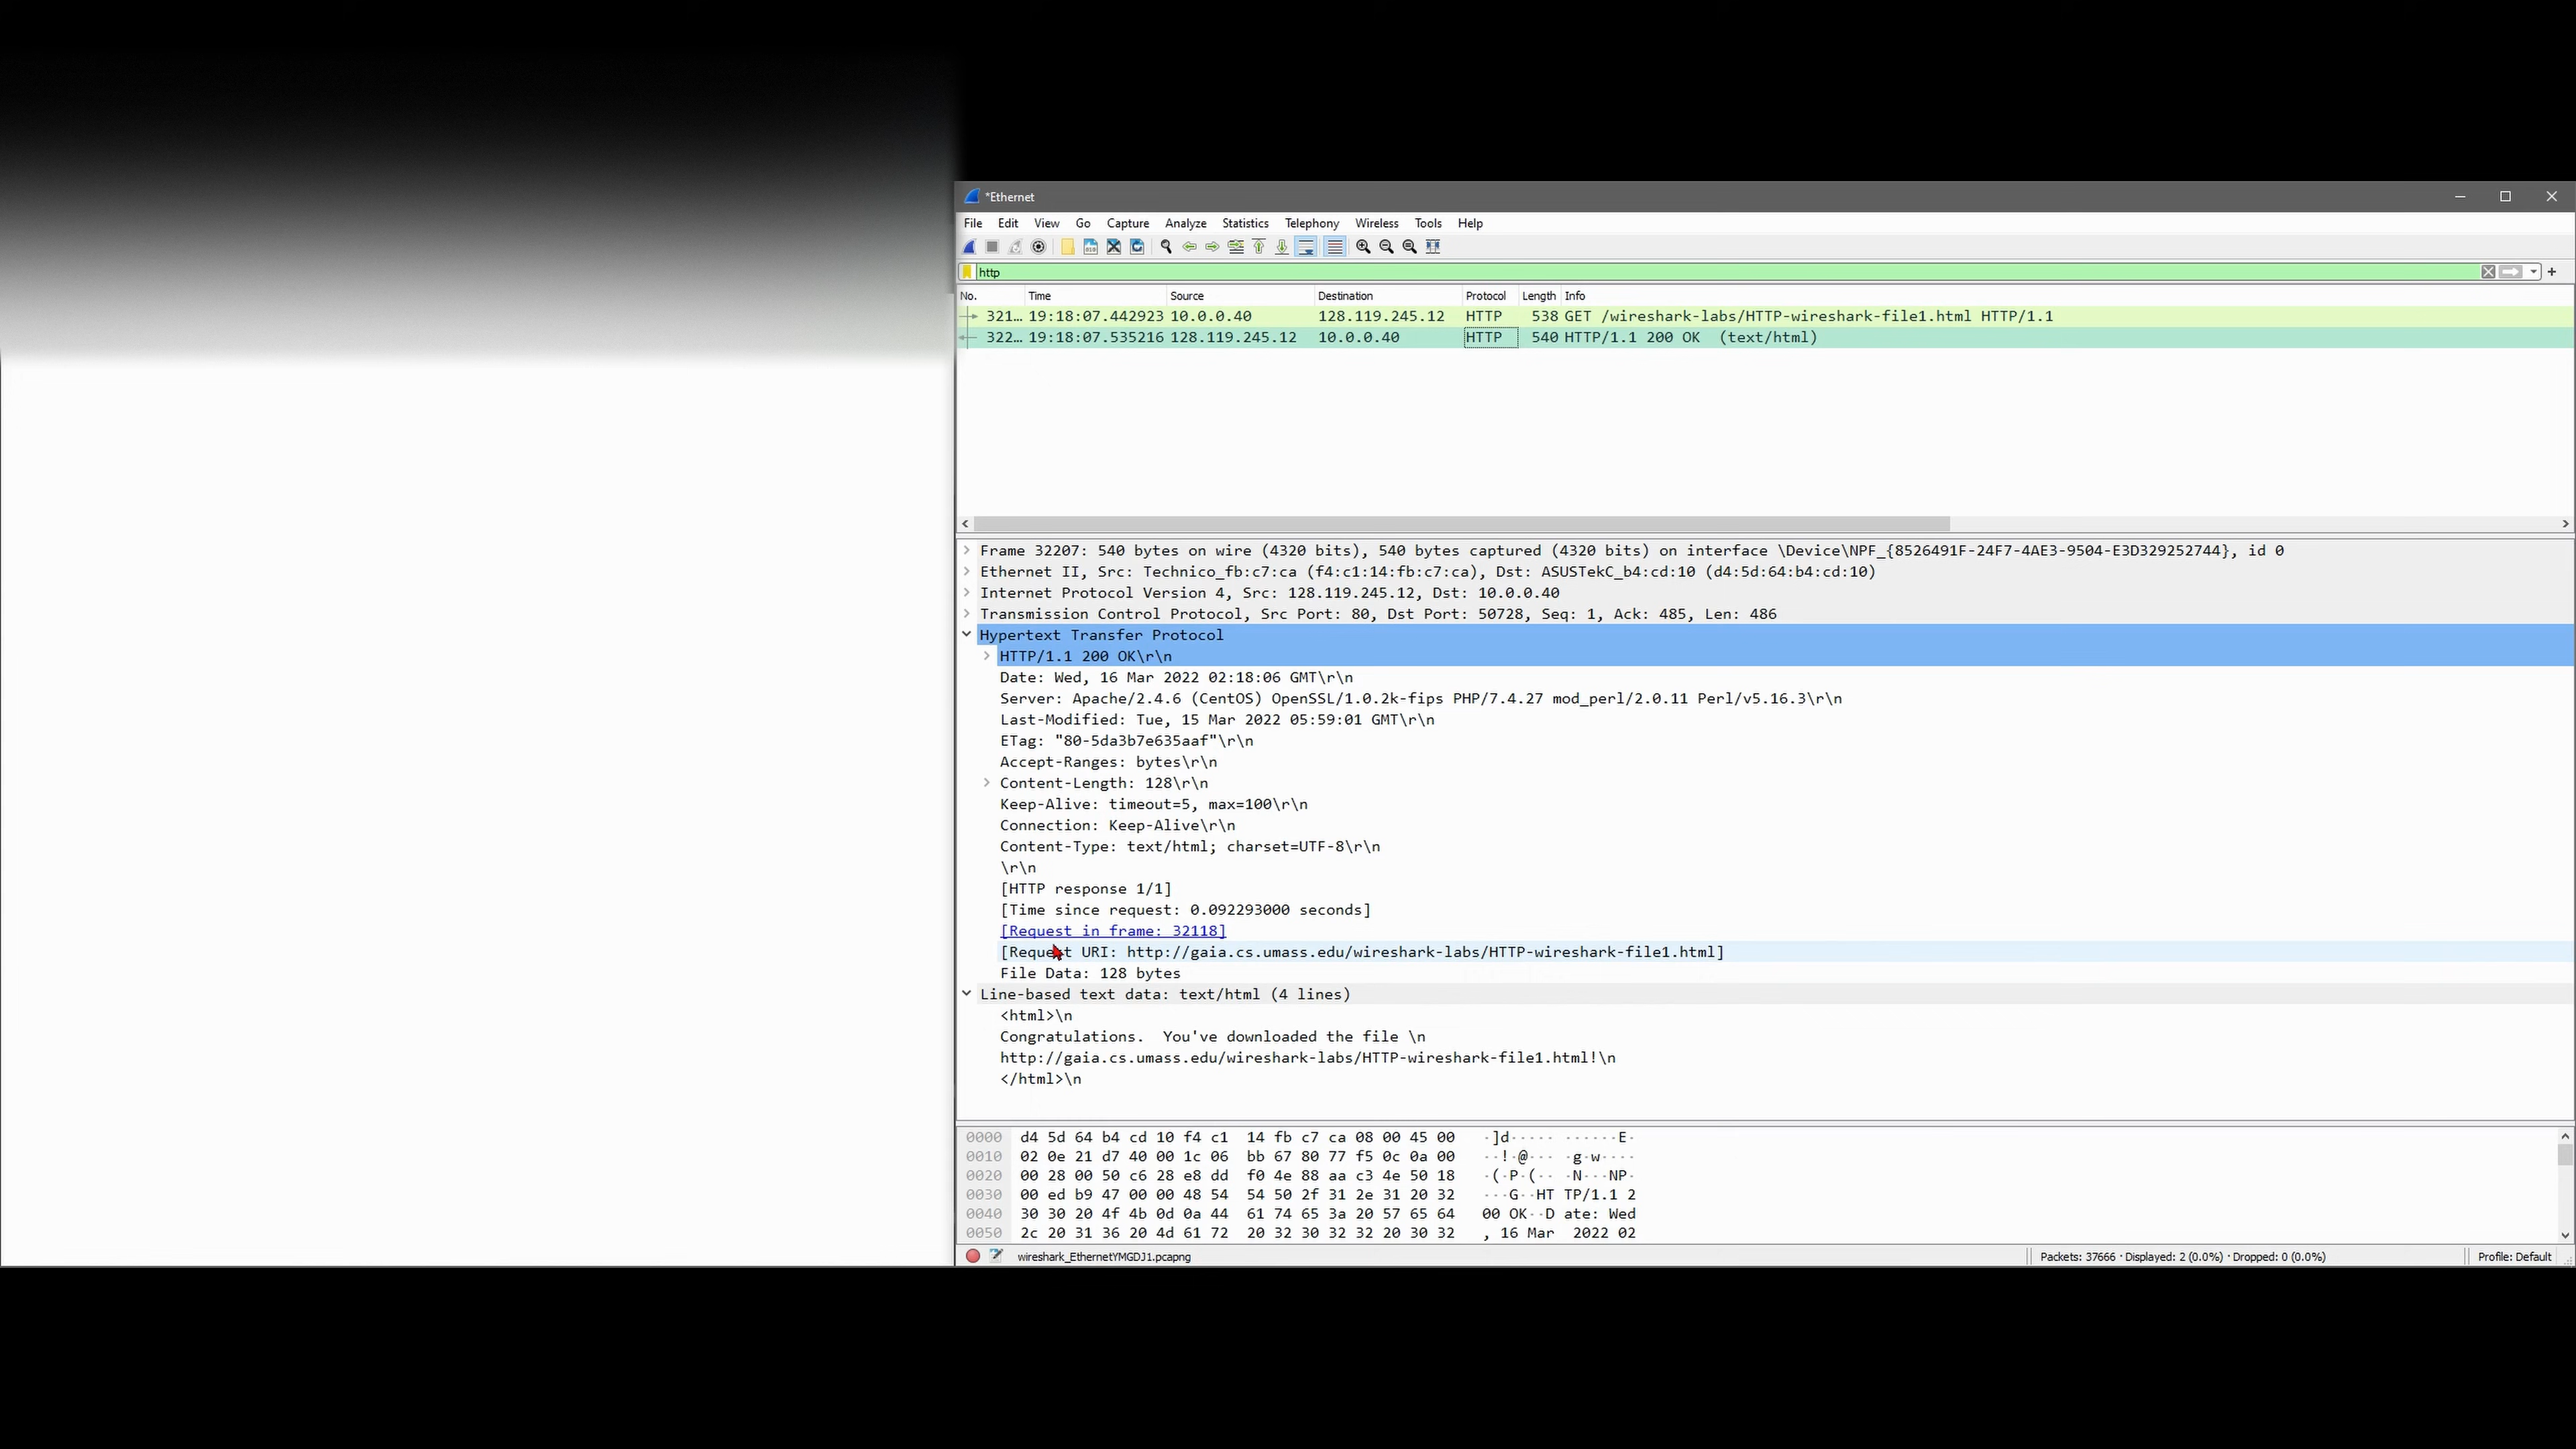 *Ethernet
File Edit View Go Capture Analyze Statistics Telephony Wireless Tools Help
http
No. Time Source Destination Protocol Length Info
321… 19:18:07.442923 10.0.0.40 128.119.245.12 HTTP 538 GET /wireshark-labs/HTTP-wireshark-file1.html HTTP/1.1
322… 19:18:07.535216 128.119.245.12 10.0.0.40 HTTP 540 HTTP/1.1 200 OK  (text/html)
Frame 32207: 540 bytes on wire (4320 bits), 540 bytes captured (4320 bits) on interface \Device\NPF_{8526491F-24F7-4AE3-9504-E3D329252744}, id 0
Ethernet II, Src: Technico_fb:c7:ca (f4:c1:14:fb:c7:ca), Dst: ASUSTekC_b4:cd:10 (d4:5d:64:b4:cd:10)
Internet Protocol Version 4, Src: 128.119.245.12, Dst: 10.0.0.40
Transmission Control Protocol, Src Port: 80, Dst Port: 50728, Seq: 1, Ack: 485, Len: 486
Hypertext Transfer Protocol
HTTP/1.1 200 OK\r\n
Date: Wed, 16 Mar 2022 02:18:06 GMT\r\n
Server: Apache/2.4.6 (CentOS) OpenSSL/1.0.2k-fips PHP/7.4.27 mod_perl/2.0.11 Perl/v5.16.3\r\n
Last-Modified: Tue, 15 Mar 2022 05:59:01 GMT\r\n
ETag: "80-5da3b7e635aaf"\r\n
Accept-Ranges: bytes\r\n
Content-Length: 128\r\n
Keep-Alive: timeout=5, max=100\r\n
Connection: Keep-Alive\r\n
Content-Type: text/html; charset=UTF-8\r\n
\r\n
[HTTP response 1/1]
[Time since request: 0.092293000 seconds]
[Request in frame: 32118]
[Request URI: http://gaia.cs.umass.edu/wireshark-labs/HTTP-wireshark-file1.html]
File Data: 128 bytes
Line-based text data: text/html (4 lines)
<html>\n
Congratulations.  You've downloaded the file \n
http://gaia.cs.umass.edu/wireshark-labs/HTTP-wireshark-file1.html!\n
</html>\n
0000 d4 5d 64 b4 cd 10 f4 c1 14 fb c7 ca 08 00 45 00 ·]d····· ······E·
0010 02 0e 21 d7 40 00 1c 06 bb 67 80 77 f5 0c 0a 00 ··!·@··· ·g·w····
0020 00 28 00 50 c6 28 e8 dd f0 4e 88 aa c3 4e 50 18 ·(·P·(·· ·N···NP·
0030 00 ed b9 47 00 00 48 54 54 50 2f 31 2e 31 20 32 ···G··HT TP/1.1 2
0040 30 30 20 4f 4b 0d 0a 44 61 74 65 3a 20 57 65 64 00 OK··D ate: Wed
0050 2c 20 31 36 20 4d 61 72 20 32 30 32 32 20 30 32 , 16 Mar  2022 02
wireshark_EthernetYMGDJ1.pcapng Packets: 37666 · Displayed: 2 (0.0%) · Dropped: 0 (0.0%) Profile: Default